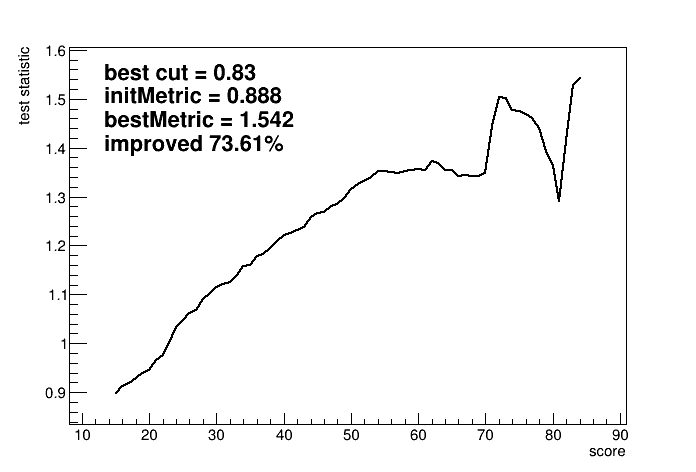 test statistic
1.6
1.5
1.4
1.3
1.2
1.1
1
0.9
best cut = 0.83
initMetric = 0.888
bestMetric = 1.542
improved 73.61%
10 20 30 40 50 60 70 80 90
score